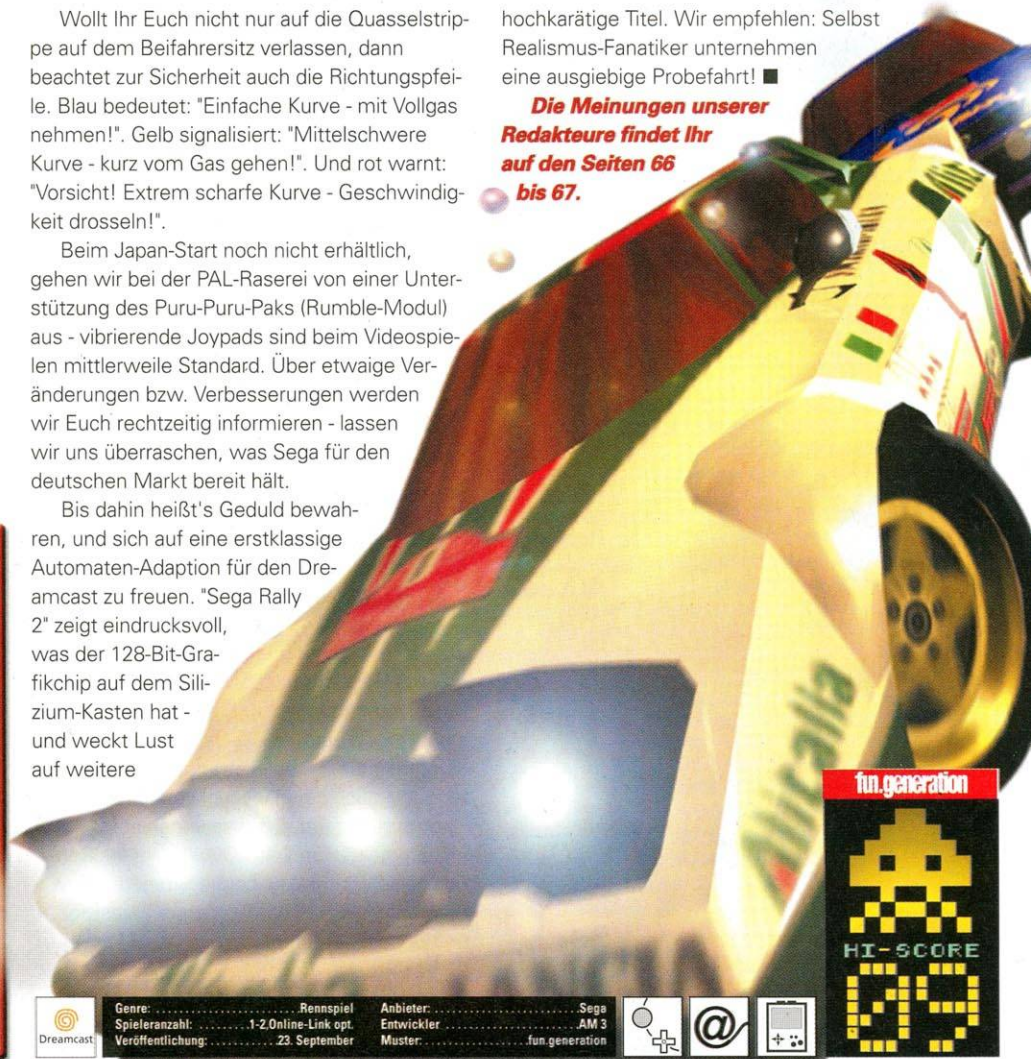 Wollt Ihr Euch nicht nur auf die Quasselstrip-
pe auf dem Beifahrersitz verlassen, dann
beachtet zur Sicherheit auch die Richtungspfei-
le. Blau bedeutet: "Einfache Kurve - mit Vollgas
nehmen!". Gelb signalisiert: "Mittelschwere
Kurve - kurz vom Gas gehen!". Und rot warnt:
"Vorsicht! Extrem scharfe Kurve - Geschwindig-
keit drosseln!".
Beim Japan-Start noch nicht erhältlich,
gehen wir bei der PAL-Raserei von einer Unter-
stützung des Puru-Puru-Paks (Rumble-Modul)
aus - vibrierende Joypads sind beim Videospie-
len mittlerweile Standard. Über etwaige Ver-
änderungen bzw. Verbesserungen werden
wir Euch rechtzeitig informieren - lassen
wir uns überraschen, was Sega für den
deutschen Markt bereit hält.
Bis dahin heißt's Geduld bewah-
ren, und sich auf eine erstklassige
Automaten-Adaption für den Dre-
amcast zu freuen. "Sega Rally
2" zeigt eindrucksvoll,
was der 128-Bit-Gra-
fikchip auf dem Sili-
zium-Kasten hat -
und weckt Lust
auf weitere
hochkarätige Titel. Wir empfehlen: Selbst
Realismus-Fanatiker unternehmen
eine ausgiebige Probefahrt! ■
Die Meinungen unserer
Redakteure findet Ihr
auf den Seiten 66
bis 67.
Alitalia
LANCIA
fun.generation
HI-SCORE
09
Dreamcast
Genre: ..................Rennspiel
Spieleranzahl: ........1-2,Online-Link opt.
Veröffentlichung: ...........23. September
Anbieter: ..................Sega
Entwickler ..................AM 3
Muster: ..................fun.generation
@